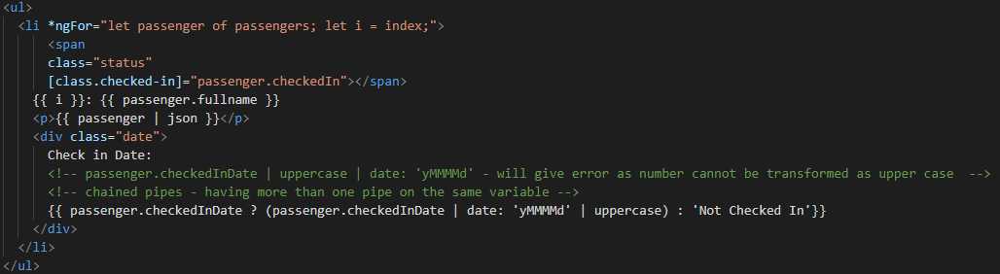 <ul>
<li *ngFor="let passenger of passengers; let i = index;">
<span
class="status"
[class.checked-in]="passenger.checkedIn"></span>
{{ i }}: {{ passenger.fullname }}
<p>{{ passenger | json }}</p>
<div class="date">
Check in Date:
<!-- passenger.checkedInDate | uppercase | date: 'yMMMMd' - will give error as number cannot be transformed as upper case  -->
<!-- chained pipes - having more than one pipe on the same variable -->
{{ passenger.checkedInDate ? (passenger.checkedInDate | date: 'yMMMMd' | uppercase) : 'Not Checked In'}}
</div>
</li>
</ul>